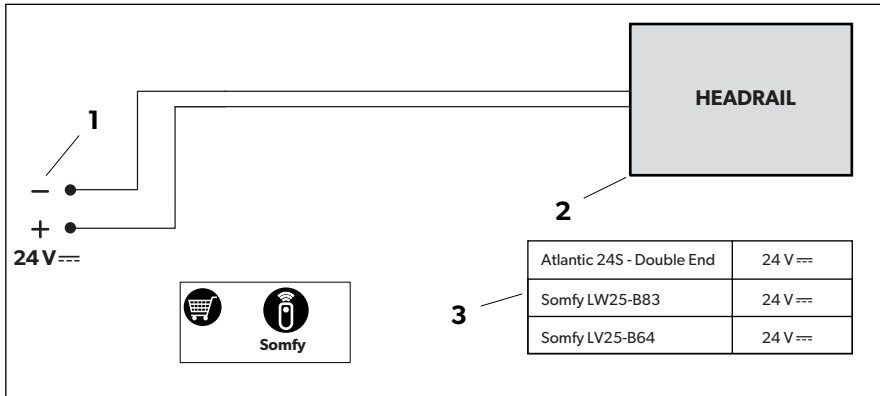 HEADRAIL
1
−
+
24 V ⎓
2
Atlantic 24S - Double End 24 V ⎓
3
Somfy LW25-B83 24 V ⎓
Somfy LV25-B64 24 V ⎓
Somfy